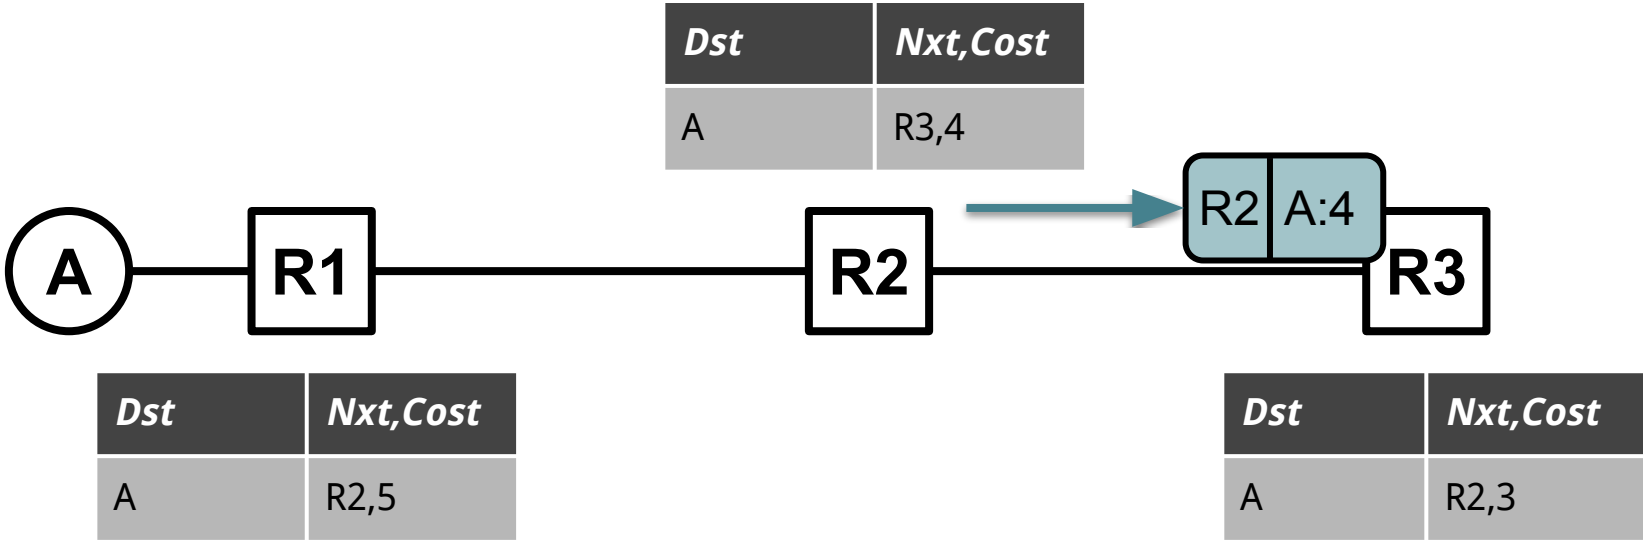 Dst Nxt,Cost
A R3,4
R2 A:4
A R1 R2 R3
Dst Nxt,Cost
A R2,5
Dst Nxt,Cost
A R2,3